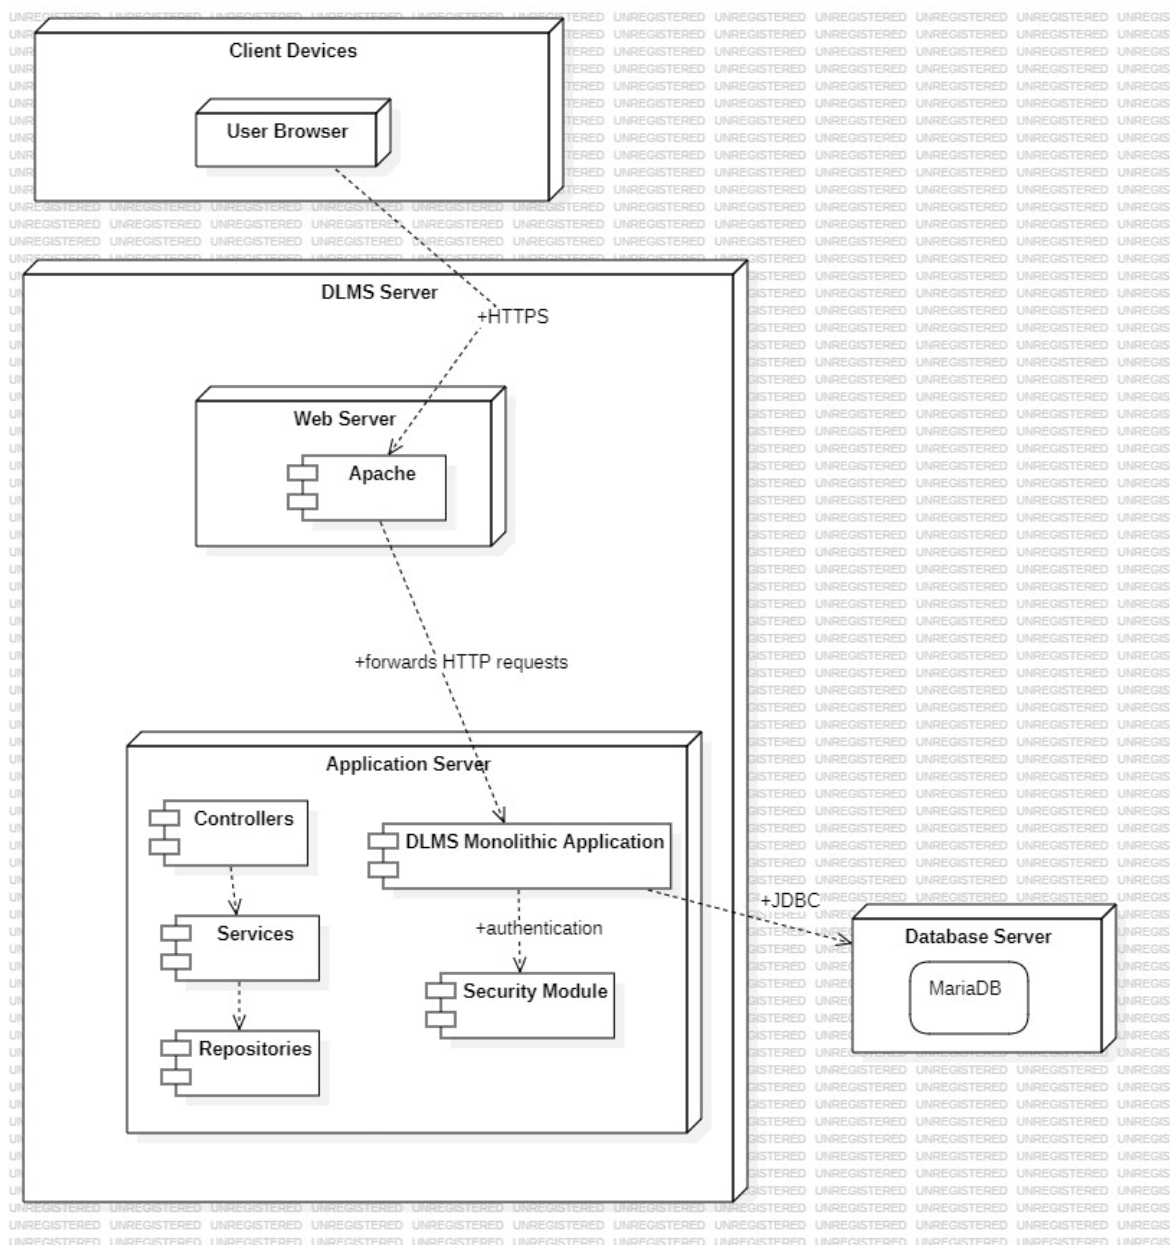 Client Devices
User Browser
DLMS Server
+HTTPS
Web Server
Apache
+forwards HTTP requests
Application Server
Controllers
DLMS Monolithic Application
+JDBC
Services
+authentication
Database Server
Security Module
MariaDB
Repositories
UNREGISTERED